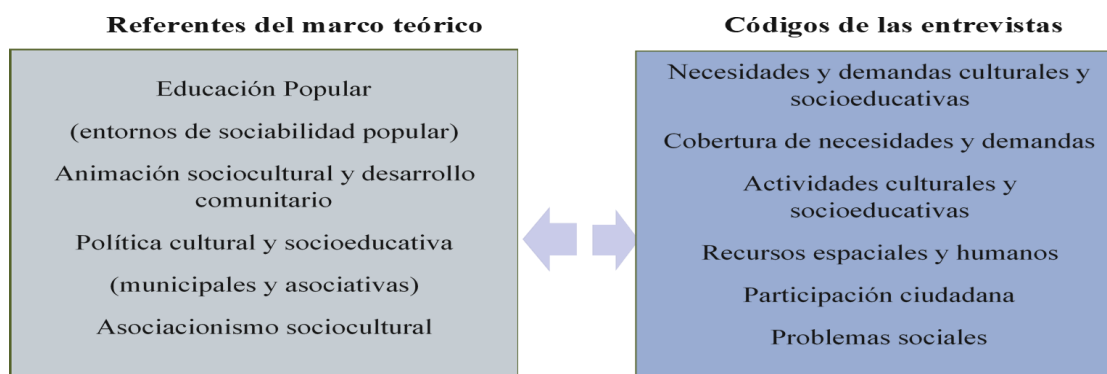 Referentes del marco teórico
Educación Popular
(entornos de sociabilidad popular)
Animación sociocultural y desarrollo
comunitario
Política cultural y socioeducativa
(municipales y asociativas)
Asociacionismo sociocultural
Códigos de las entrevistas
Necesidades y demandas culturales y
socioeducativas
Cobertura de necesidades y demandas
Actividades culturales y
socioeducativas
Recursos espaciales y humanos
Participación ciudadana
Problemas sociales